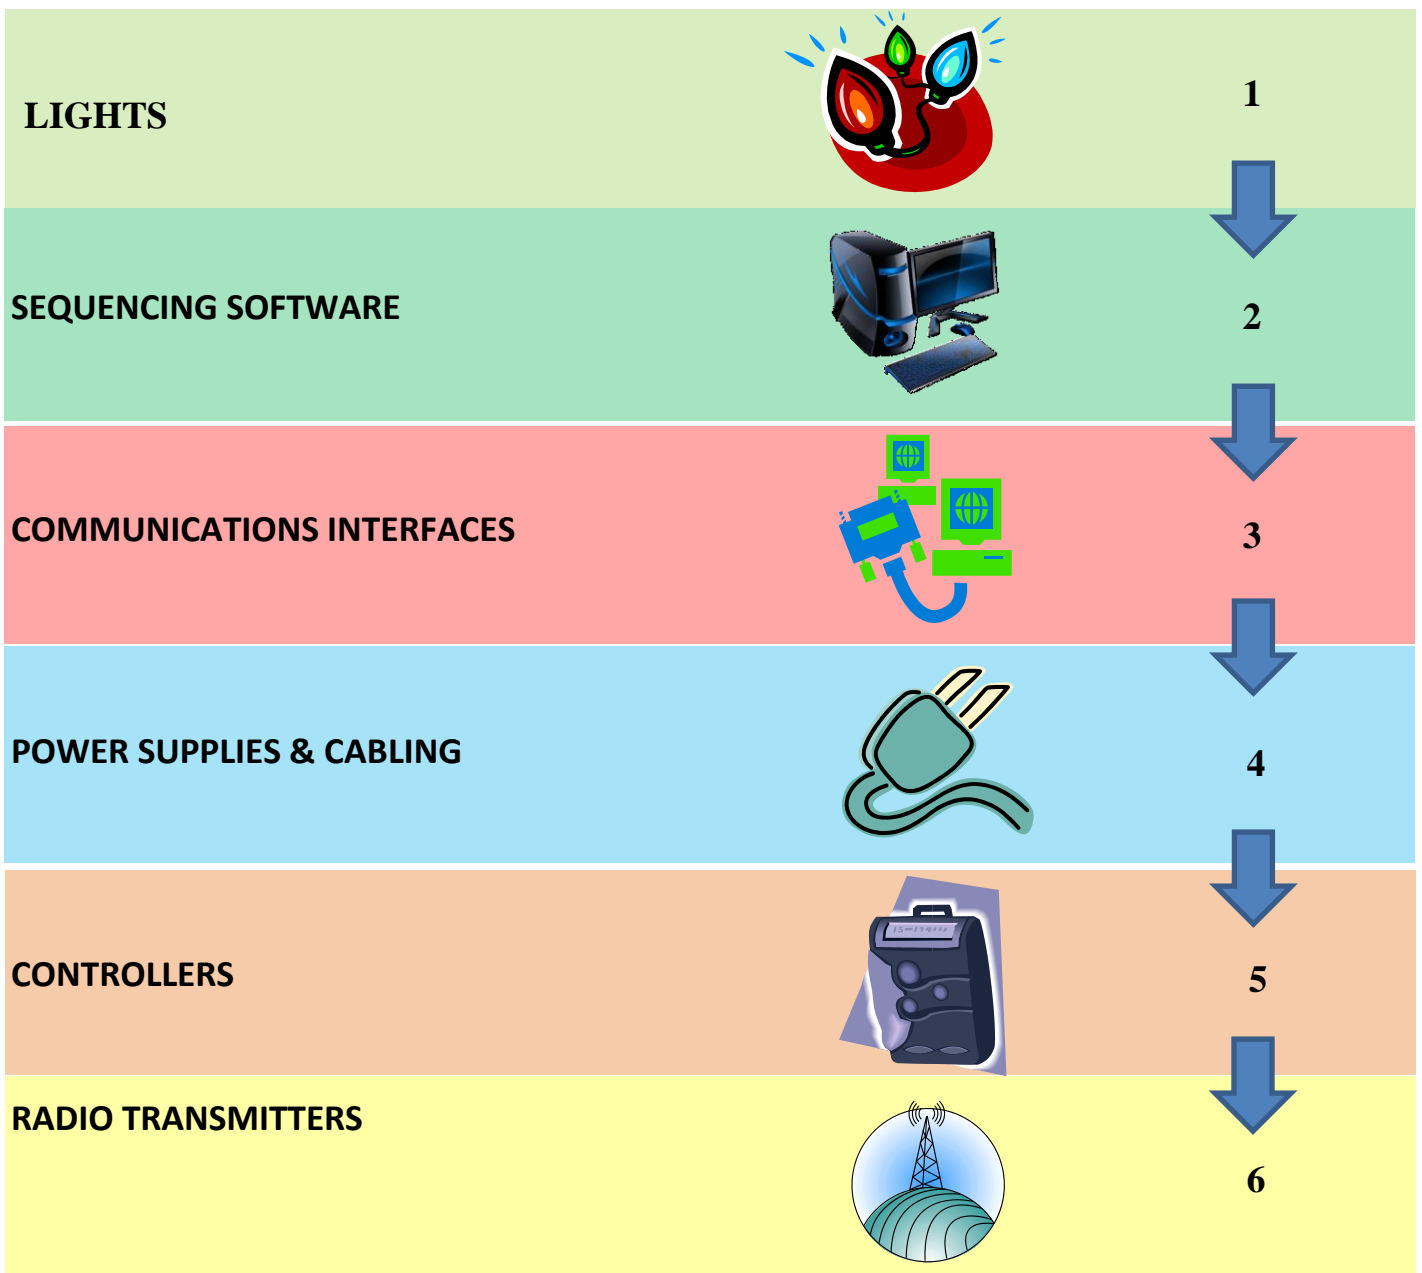 LIGHTS
1
SEQUENCING SOFTWARE
2
COMMUNICATIONS INTERFACES
3
POWER SUPPLIES & CABLING
4
CONTROLLERS
5
RADIO TRANSMITTERS
6